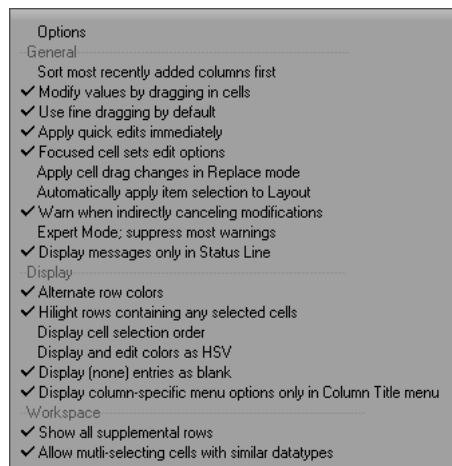 Options
General
Sort most recently added columns first
Modify values by dragging in cells
Use fine dragging by default
Apply quick edits immediately
Focused cell sets edit options
Apply cell drag changes in Replace mode
Automatically apply item selection to Layout
Warn when indirectly canceling modifications
Expert Mode; suppress most warnings
Display messages only in Status Line
Display
Alternate row colors
Hilight rows containing any selected cells
Display cell selection order
Display and edit colors as HSV
Display (none) entries as blank
Display column-specific menu options only in Column Title menu
Workspace
Show all supplemental rows
Allow mutli-selecting cells with similar datatypes